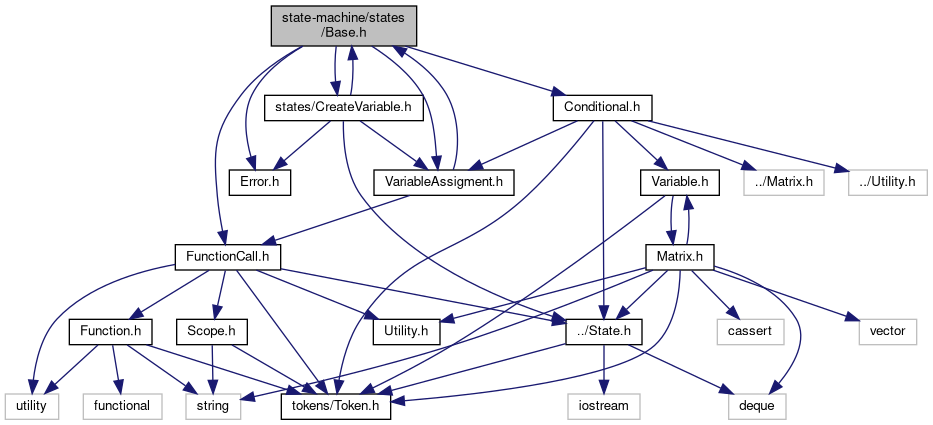 state-machine/states
/Base.h
states/CreateVariable.h
Conditional.h
Error.h
VariableAssigment.h
Variable.h
../Matrix.h
../Utility.h
FunctionCall.h
Matrix.h
Function.h
Scope.h
Utility.h
../State.h
cassert
vector
utility
functional
string
tokens/Token.h
iostream
deque